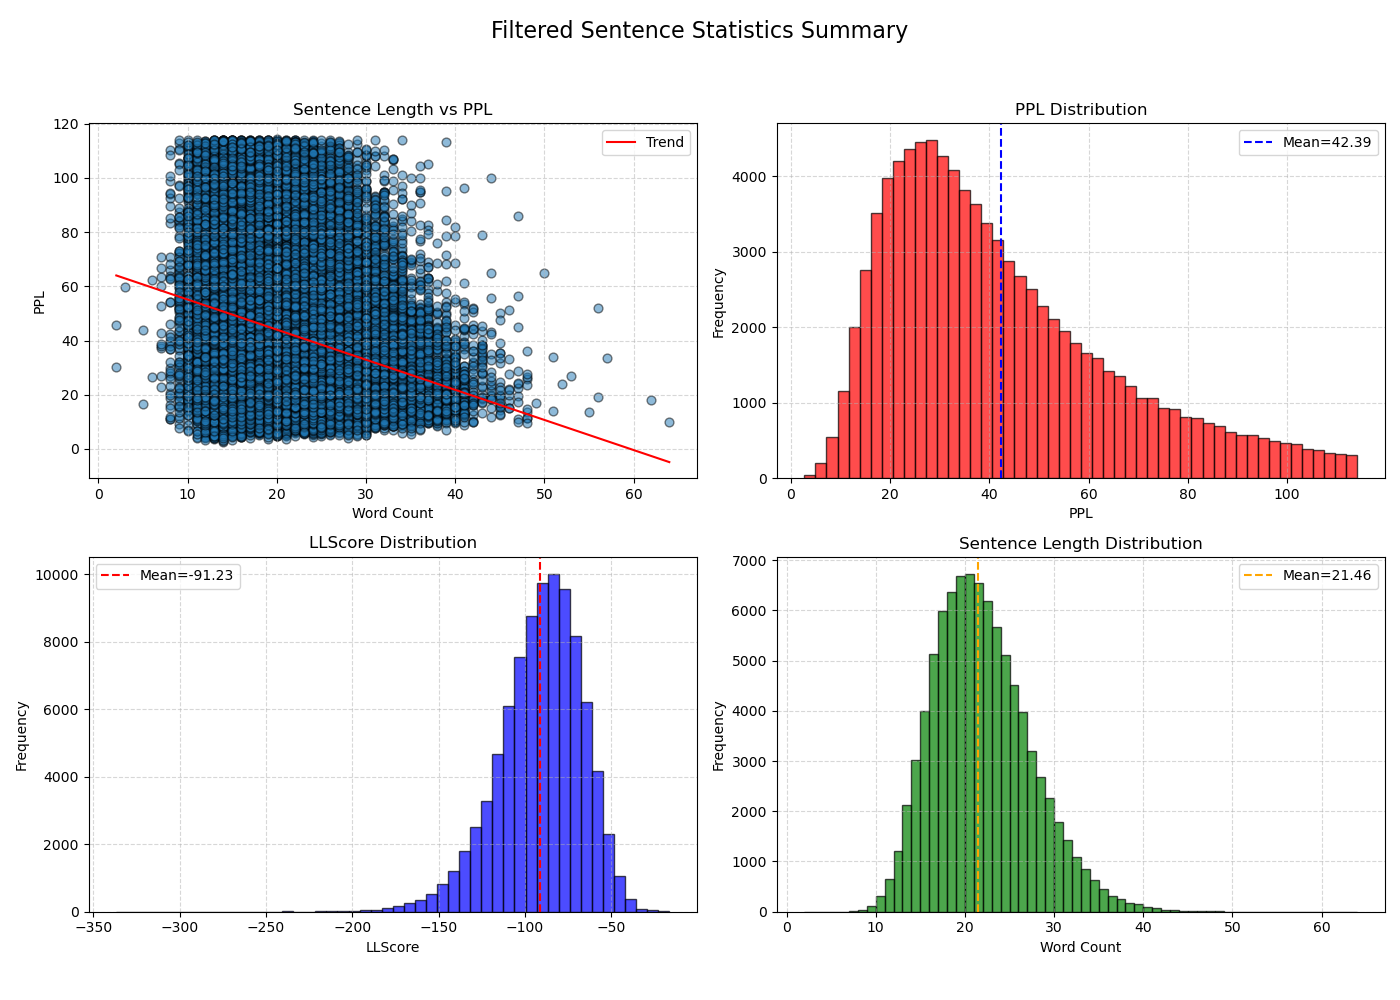 Filtered Sentence Statistics Summary
Sentence Length vs PPL
Trend
120
100
80
60
40
20
0
PPL
0 10 20 30 40 50 60
Word Count
PPL Distribution
Mean=42.39
4000
3000
2000
1000
0
Frequency
0 20 40 60 80 100
PPL
LLScore Distribution
Mean=-91.23
10000
8000
6000
4000
2000
0
Frequency
−350 −300 −250 −200 −150 −100 −50
LLScore
Sentence Length Distribution
Mean=21.46
7000
6000
5000
4000
3000
2000
1000
0
Frequency
0 10 20 30 40 50 60
Word Count